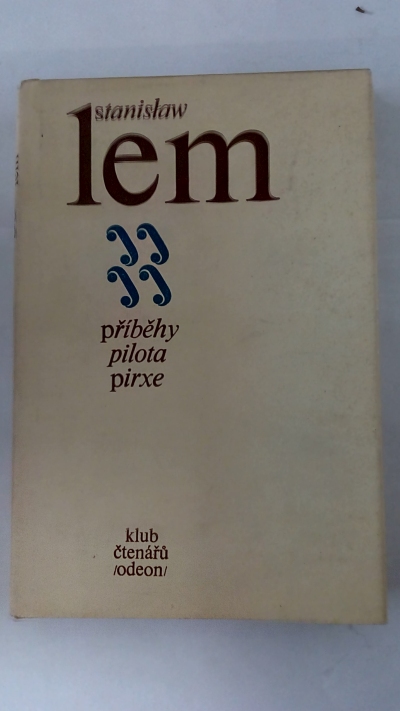 stanisław
lem
příběhy
pilota
pirxe
klub
čtenářů
/odeon/